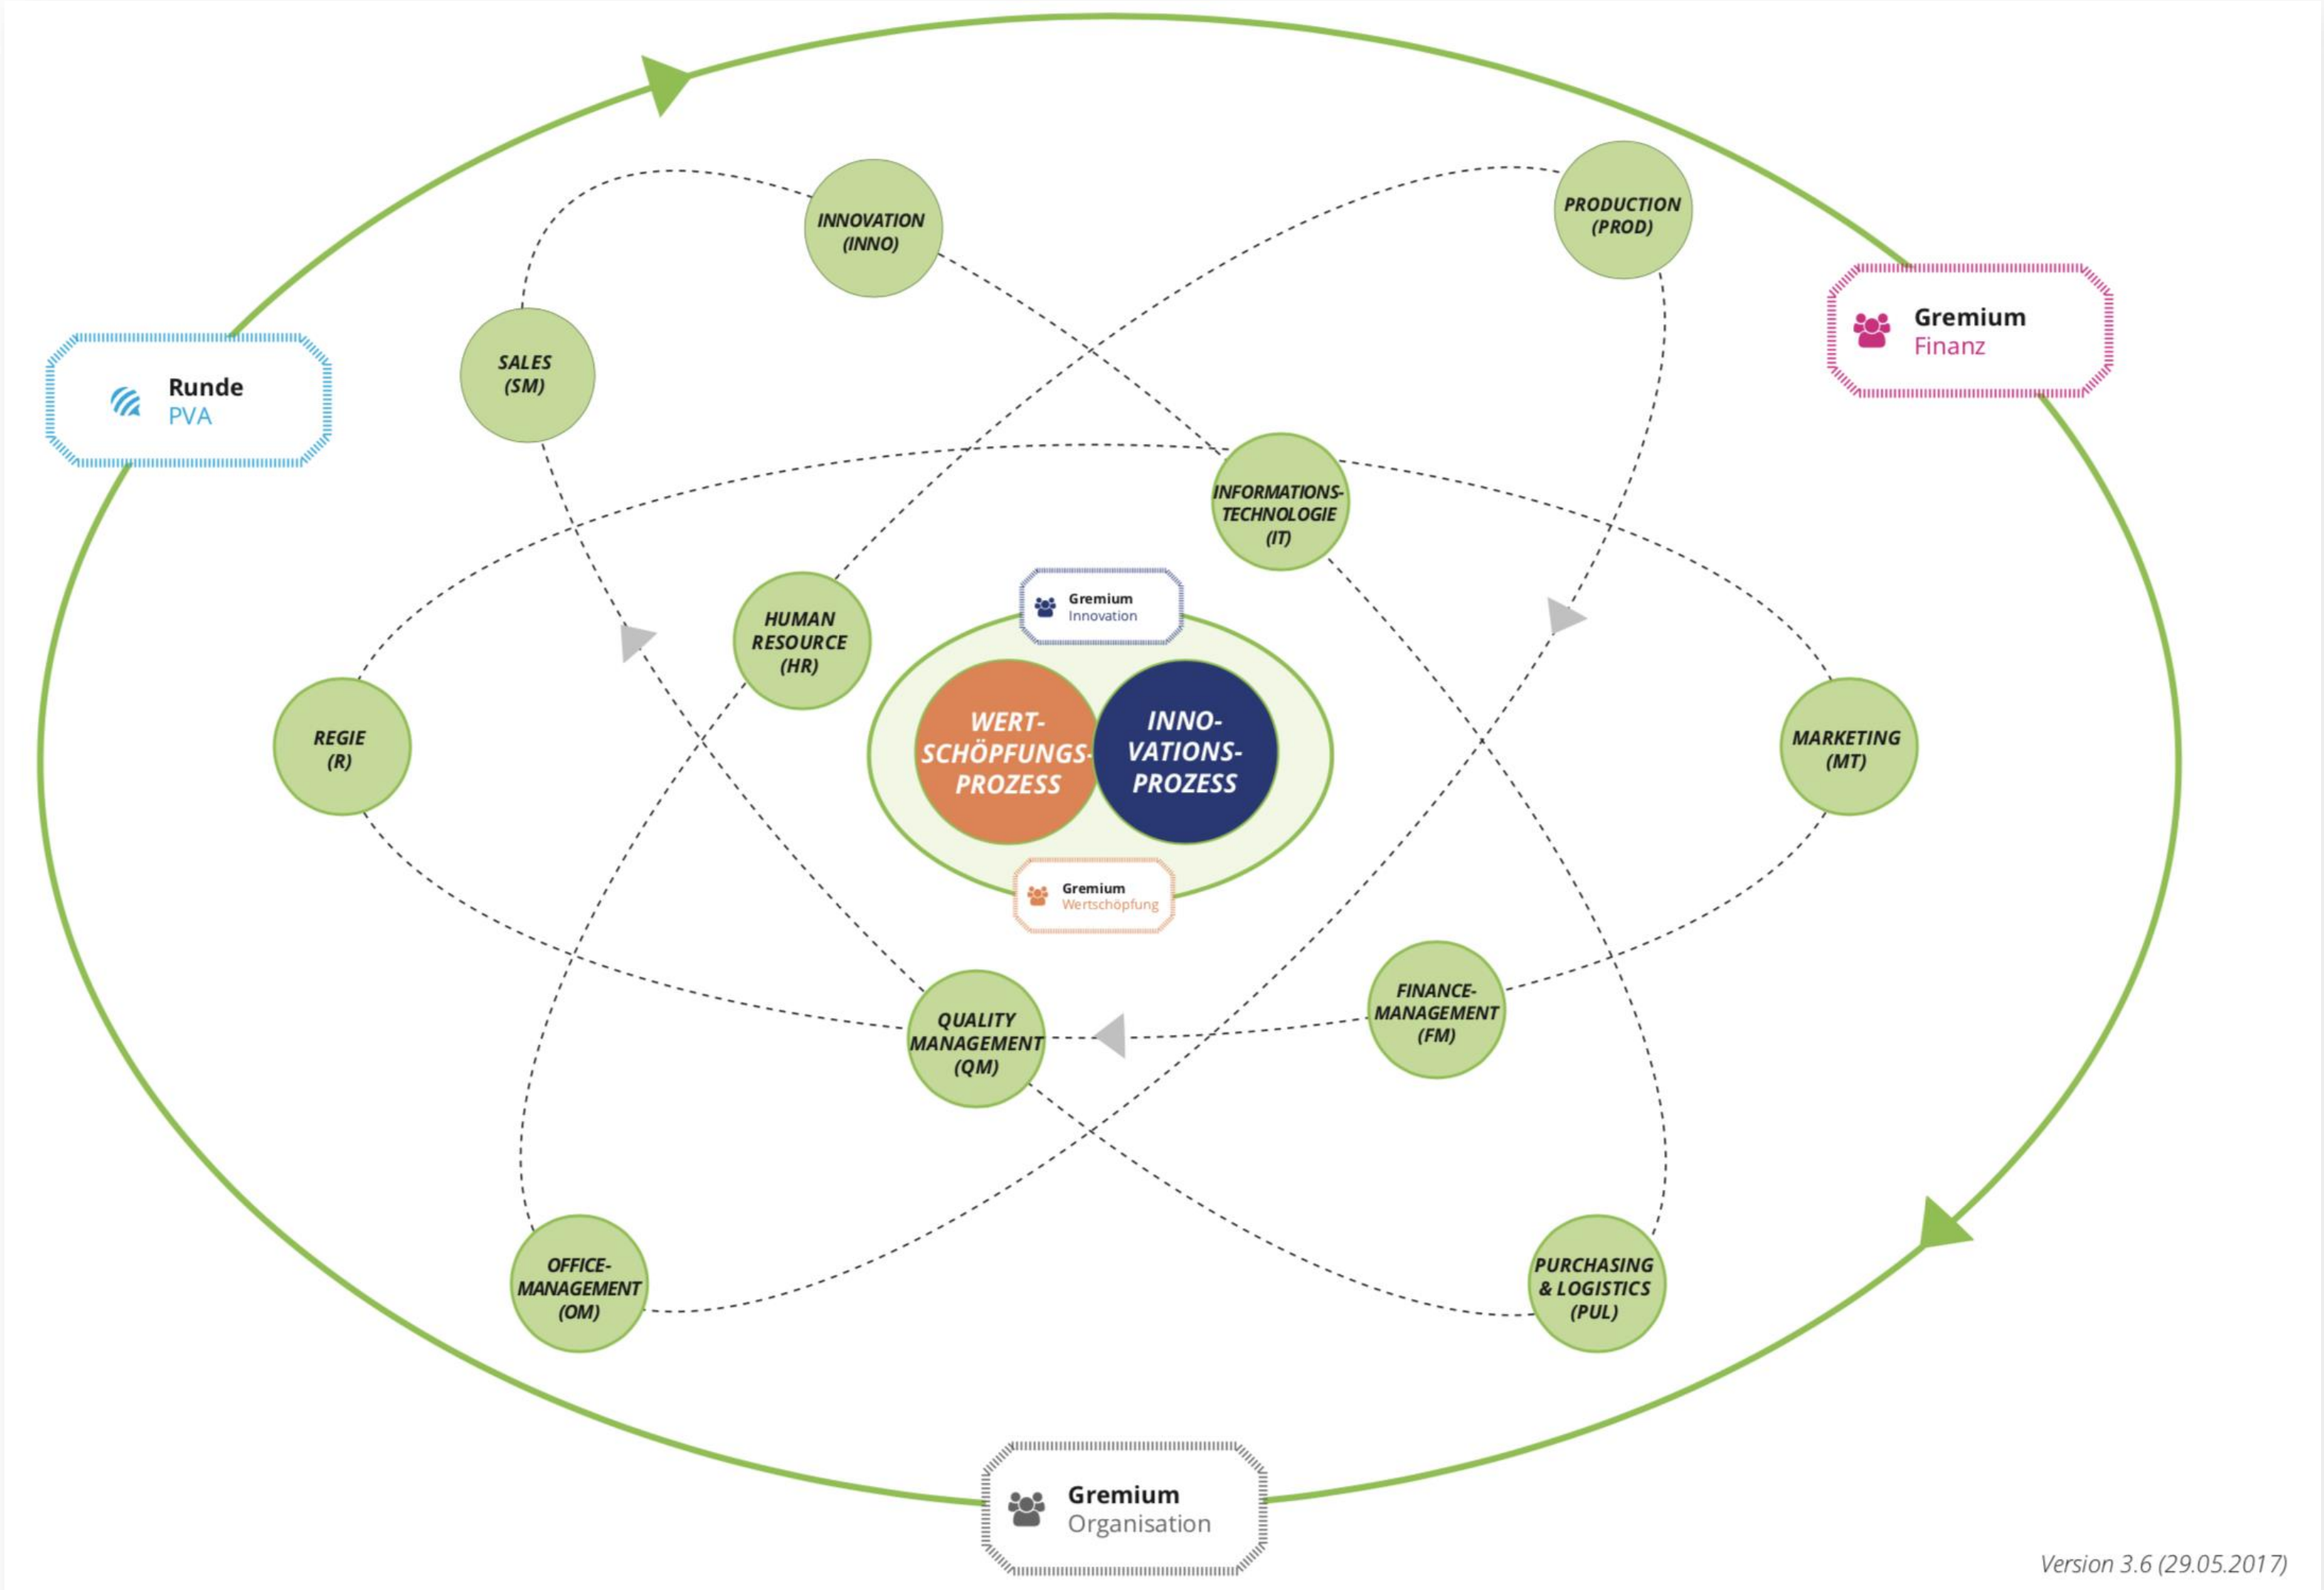 INNOVATION
(INNO)
PRODUCTION
(PROD)
SALES
(SM)
Runde
PVA
Gremium
Finanz
INFORMATIONS-
TECHNOLOGIE
(IT)
HUMAN
RESOURCE
(HR)
Gremium
Innovation
REGIE
(R)
WERT-
SCHÖPFUNGS-
PROZESS
INNO-
VATIONS-
PROZESS
MARKETING
(MT)
Gremium
Wertschöpfung
QUALITY
MANAGEMENT
(QM)
FINANCE-
MANAGEMENT
(FM)
OFFICE-
MANAGEMENT
(OM)
PURCHASING
& LOGISTICS
(PUL)
Gremium
Organisation
Version 3.6 (29.05.2017)